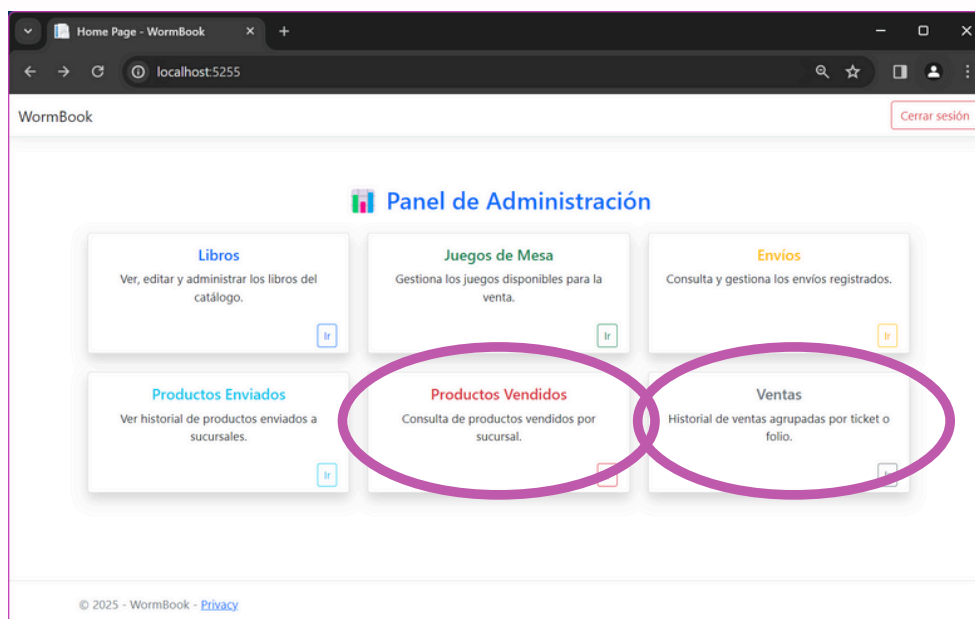 Home Page - WormBook
localhost:5255
WormBook
Cerrar sesión
Panel de Administración
Libros
Ver, editar y administrar los libros del
catálogo.
Ir
Juegos de Mesa
Gestiona los juegos disponibles para la
venta.
Ir
Envíos
Consulta y gestiona los envíos registrados.
Ir
Productos Enviados
Ver historial de productos enviados a
sucursales.
Ir
Productos Vendidos
Consulta de productos vendidos por
sucursal.
Ventas
Historial de ventas agrupadas por ticket o
folio.
Ir
© 2025 - WormBook - Privacy